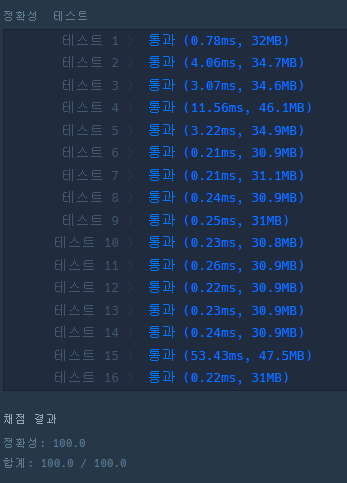 정확성 테스트
테스트 1 〉 통과 (0.78ms, 32MB)
테스트 2 〉 통과 (4.06ms, 34.7MB)
테스트 3 〉 통과 (3.07ms, 34.6MB)
테스트 4 〉 통과 (11.56ms, 46.1MB)
테스트 5 〉 통과 (3.22ms, 34.9MB)
테스트 6 〉 통과 (0.21ms, 30.9MB)
테스트 7 〉 통과 (0.21ms, 31.1MB)
테스트 8 〉 통과 (0.24ms, 30.9MB)
테스트 9 〉 통과 (0.25ms, 31MB)
테스트 10 〉 통과 (0.23ms, 30.8MB)
테스트 11 〉 통과 (0.26ms, 30.9MB)
테스트 12 〉 통과 (0.22ms, 30.9MB)
테스트 13 〉 통과 (0.23ms, 30.9MB)
테스트 14 〉 통과 (0.24ms, 30.9MB)
테스트 15 〉 통과 (53.43ms, 47.5MB)
테스트 16 〉 통과 (0.22ms, 31MB)
채점 결과
정확성: 100.0
합계: 100.0 / 100.0